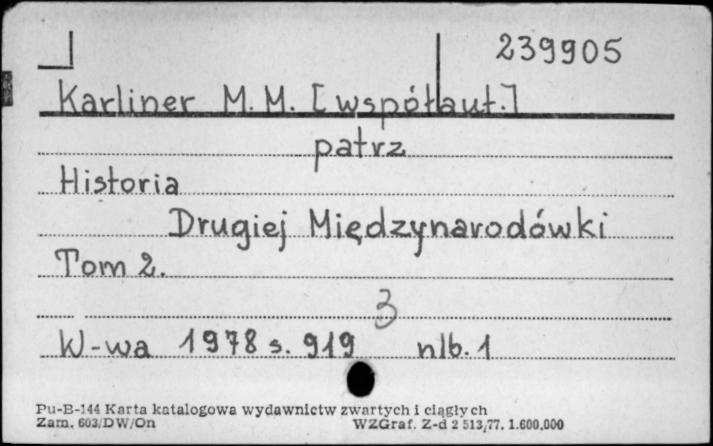 239905
Karliner M. M. [współaut.]
patrz
Historia
Drugiej Międzynarodówki
Tom 2.
3
W-wa 1978 s. 919 nlb. 1
Pu-B-144 Karta katalogowa wydawnictw zwartych i ciągłych
Zam. 603/DW/On WZGraf. Z-d 2 513/77. 1.600.000